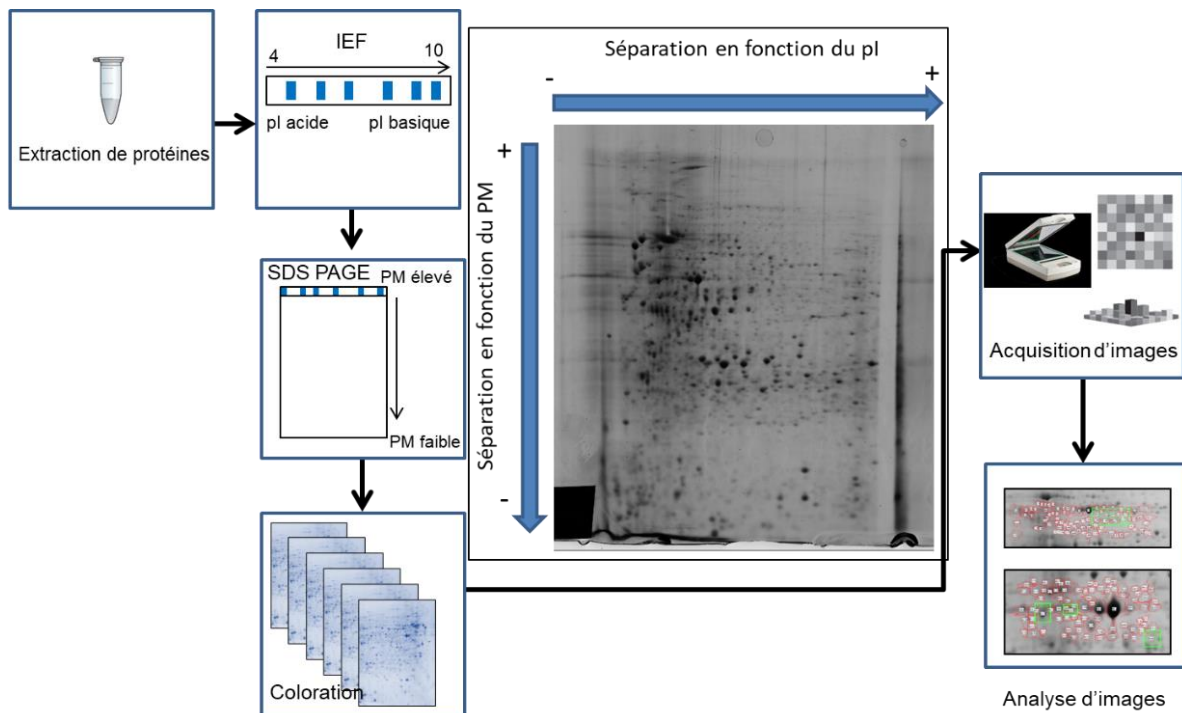 Extraction de protéines
IEF
4
10
pI acide
pI basique
SDS PAGE
PM élevé
PM faible
Coloration
Séparation en fonction du pI
-
+
+
Séparation en fonction du PM
-
Acquisition d'images
Analyse d'images